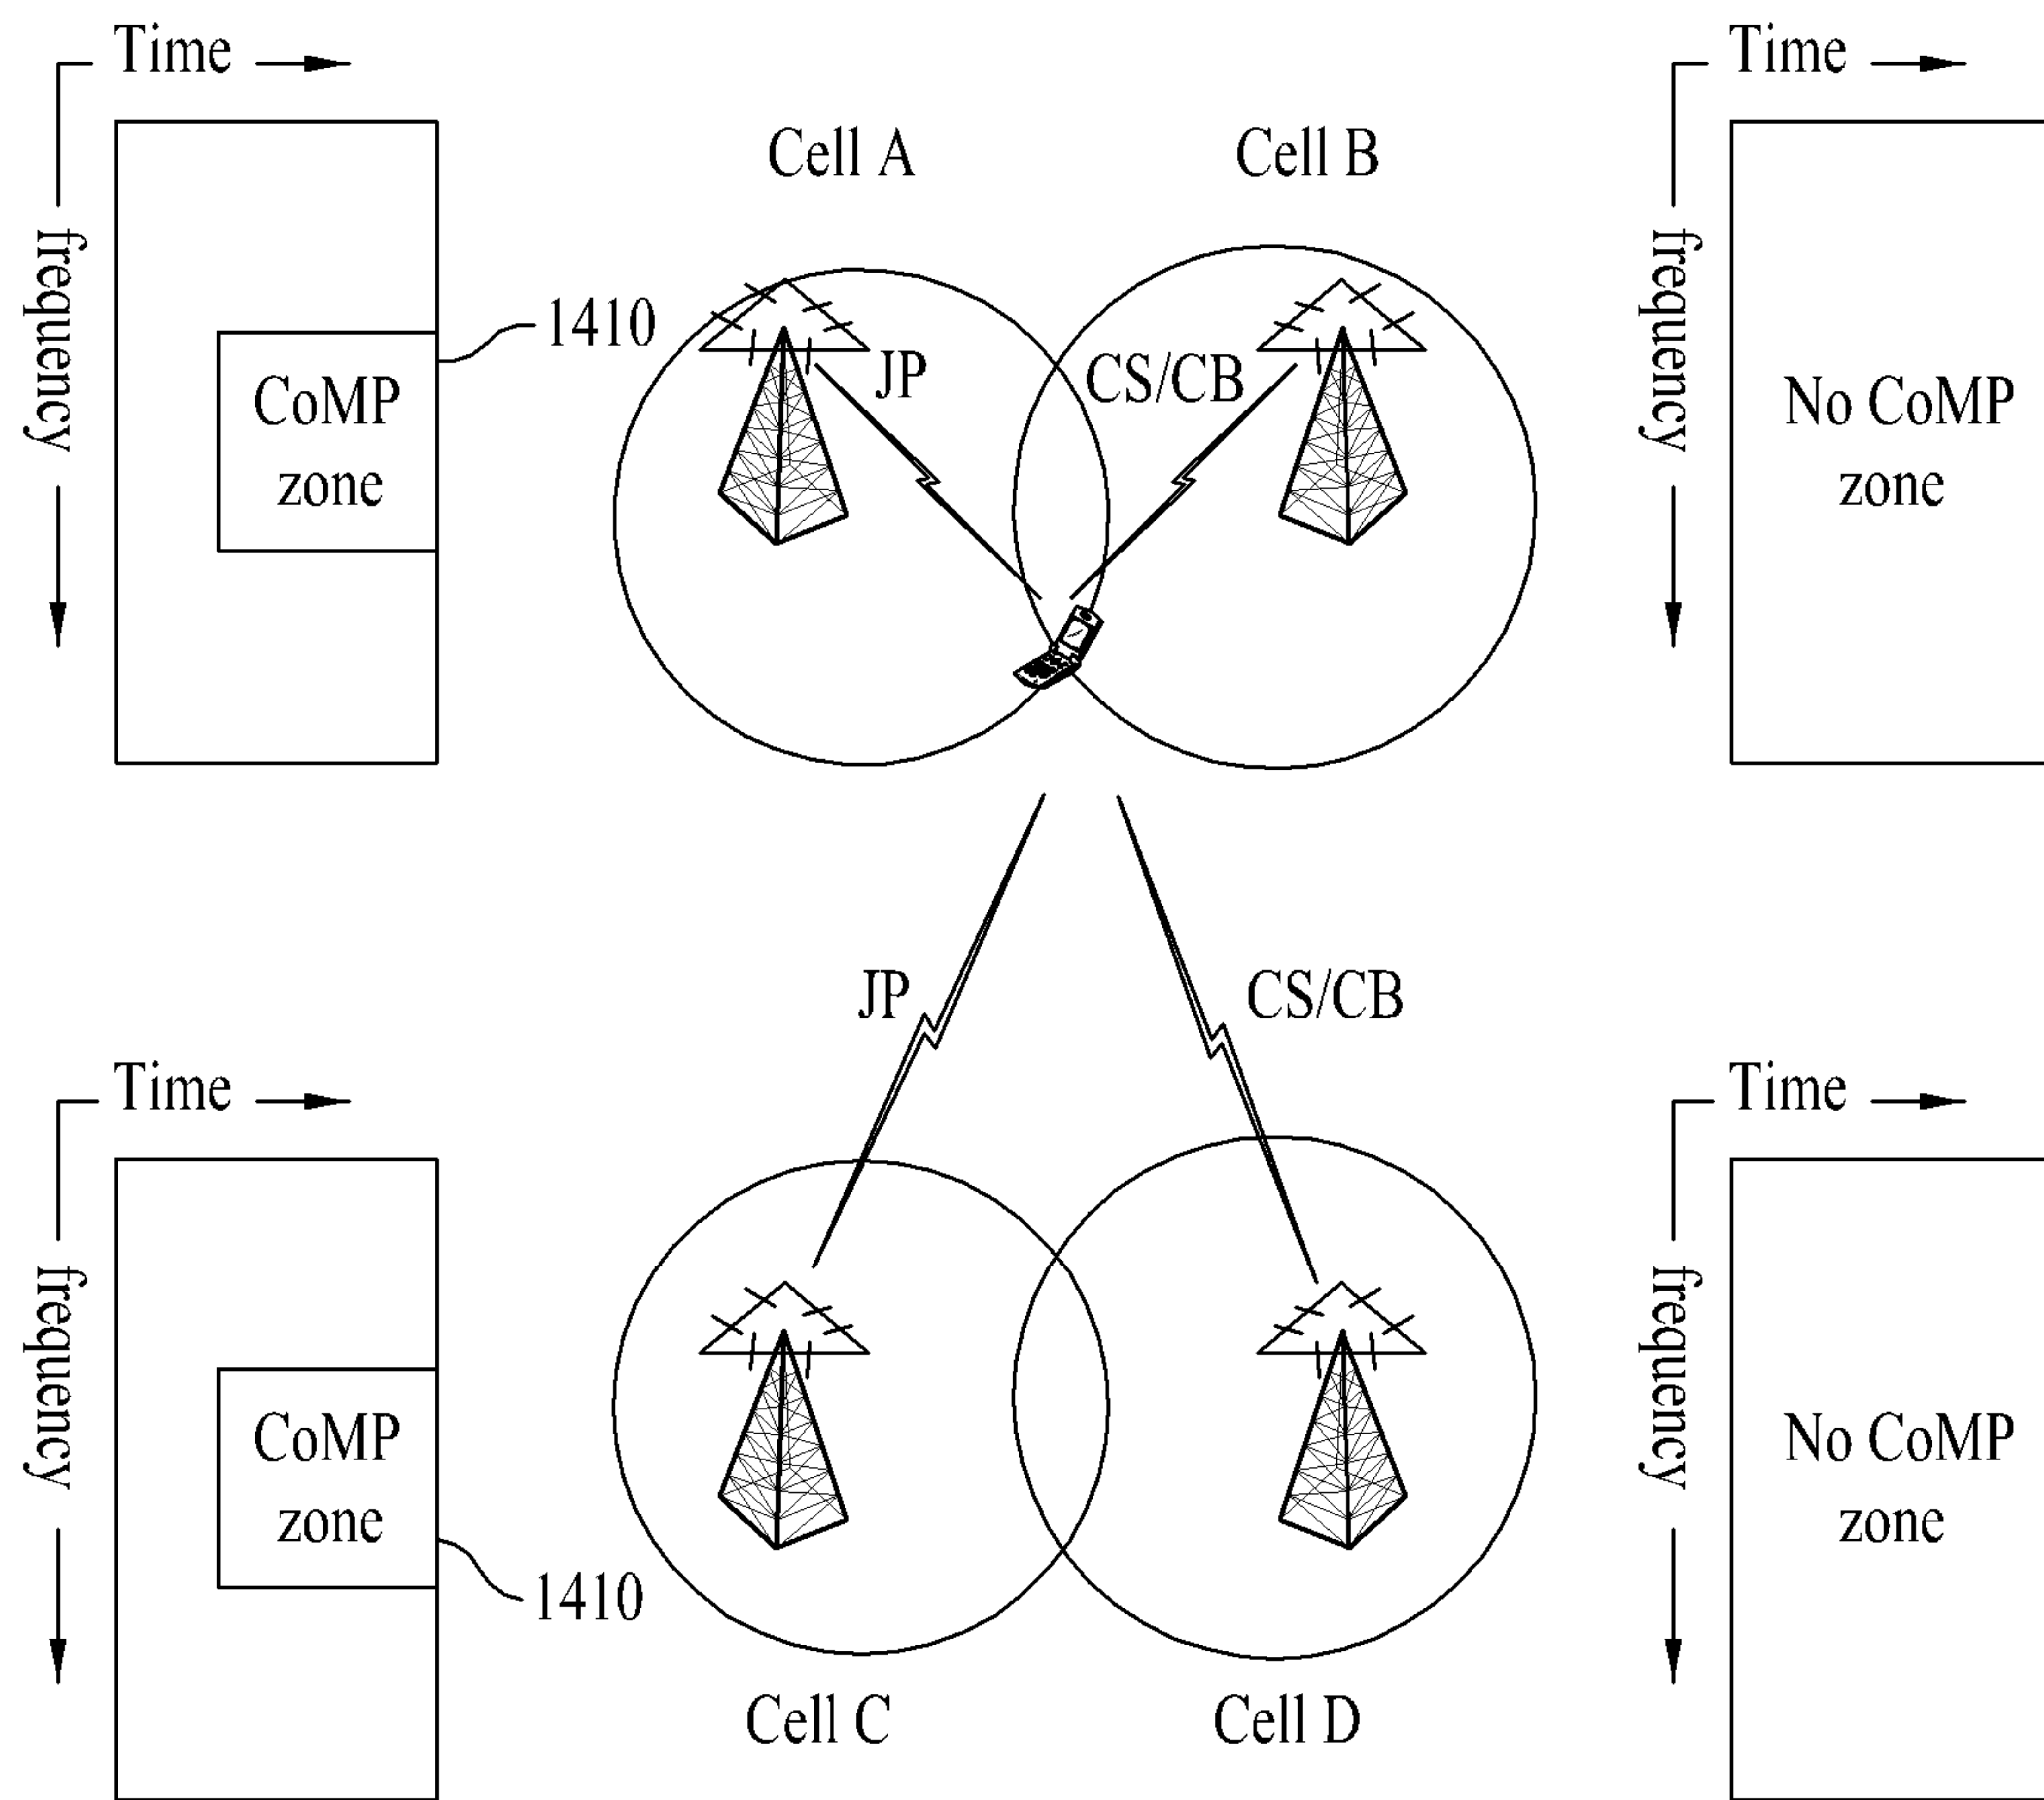 Time
Time
Cell A
Cell B
frequency
frequency
1410
JP
CS/CB
CoMP
zone
No CoMP
zone
JP
CS/CB
Time
Time
frequency
frequency
CoMP
zone
No CoMP
zone
1410
Cell C
Cell D